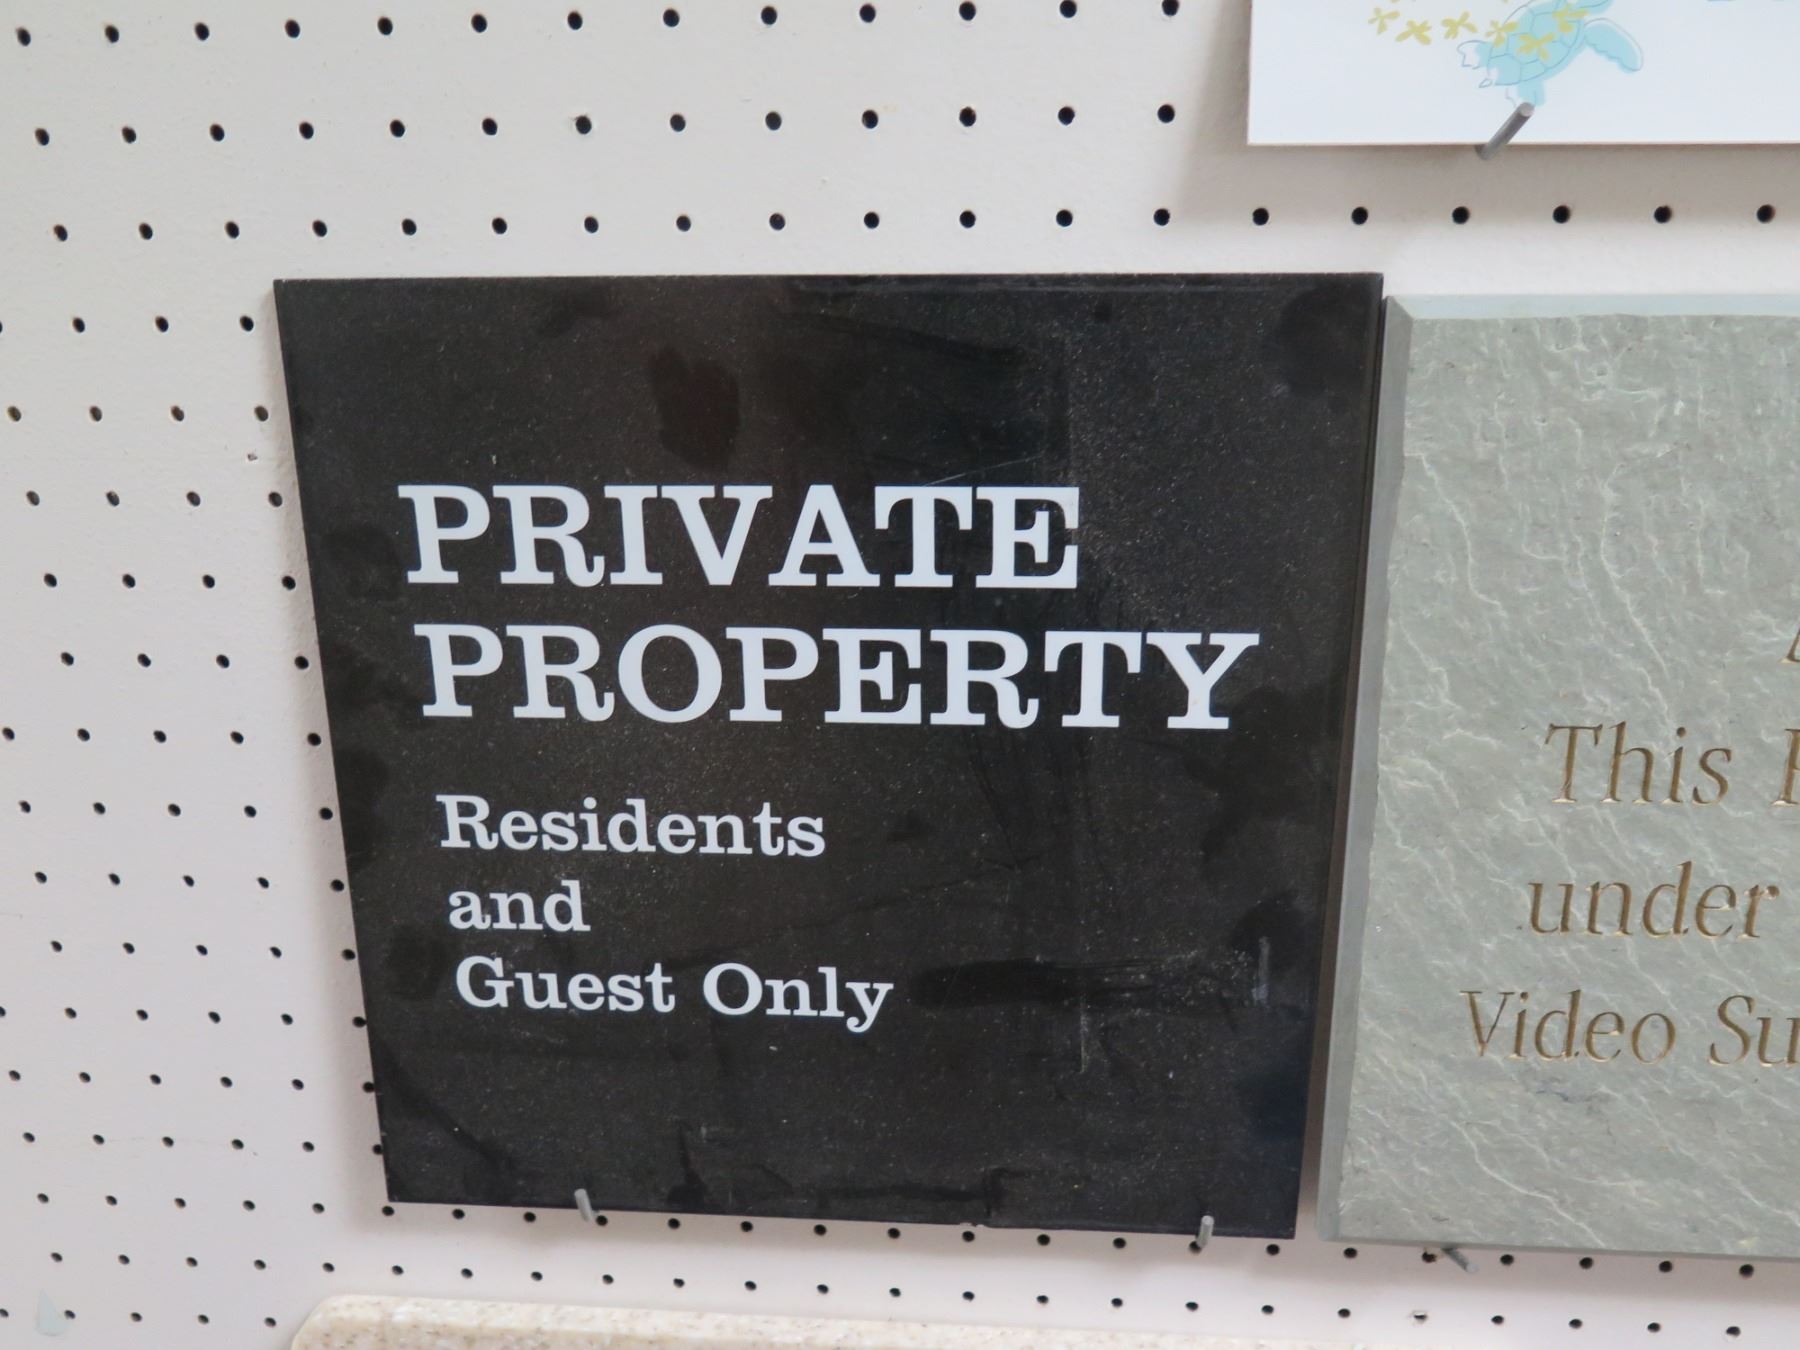 PRIVATE
PROPERTY
Residents
and
Guest Only
This
under
Video